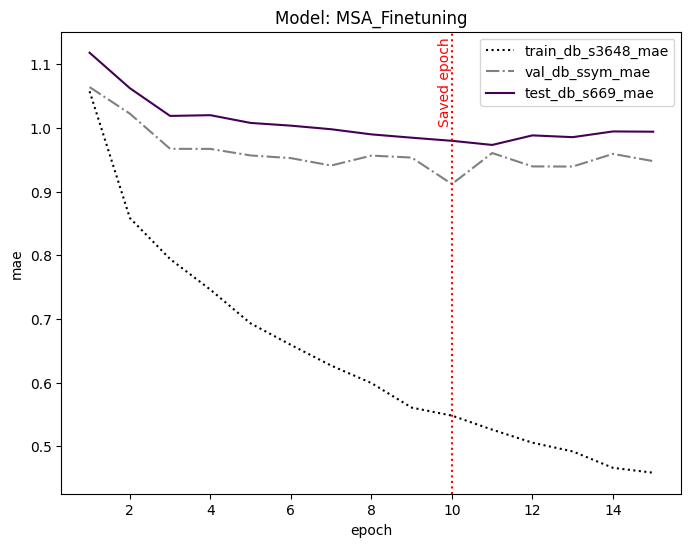 Model: MSA_Finetuning
train_db_s3648_mae
val_db_ssym_mae
test_db_s669_mae
Saved epoch
mae
1.1
1.0
0.9
0.8
0.7
0.6
0.5
2 4 6 8 10 12 14
epoch